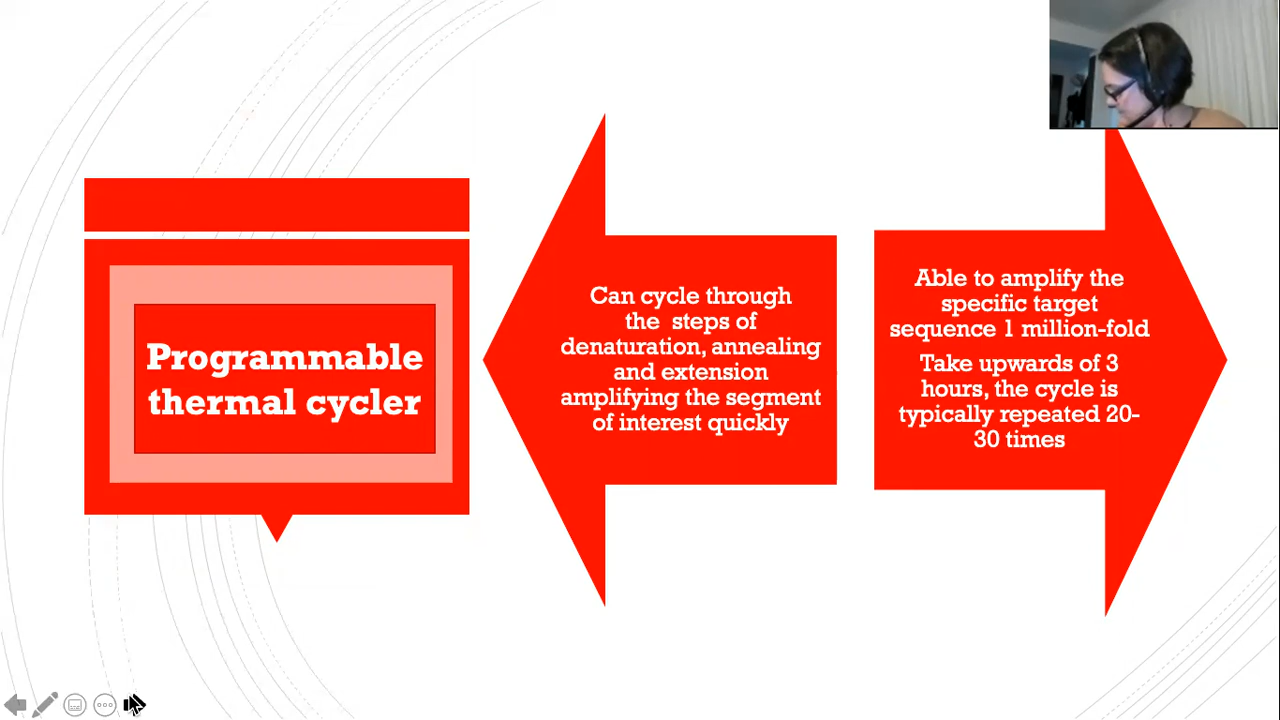 Programmable
thermal cycler
Can cycle through
the steps of
denaturation, annealing
and extension
amplifying the segment
of interest quickly
Able to amplify the
specific target
sequence 1 million-fold
Take upwards of 3
hours, the cycle is
typically repeated 20-
30 times